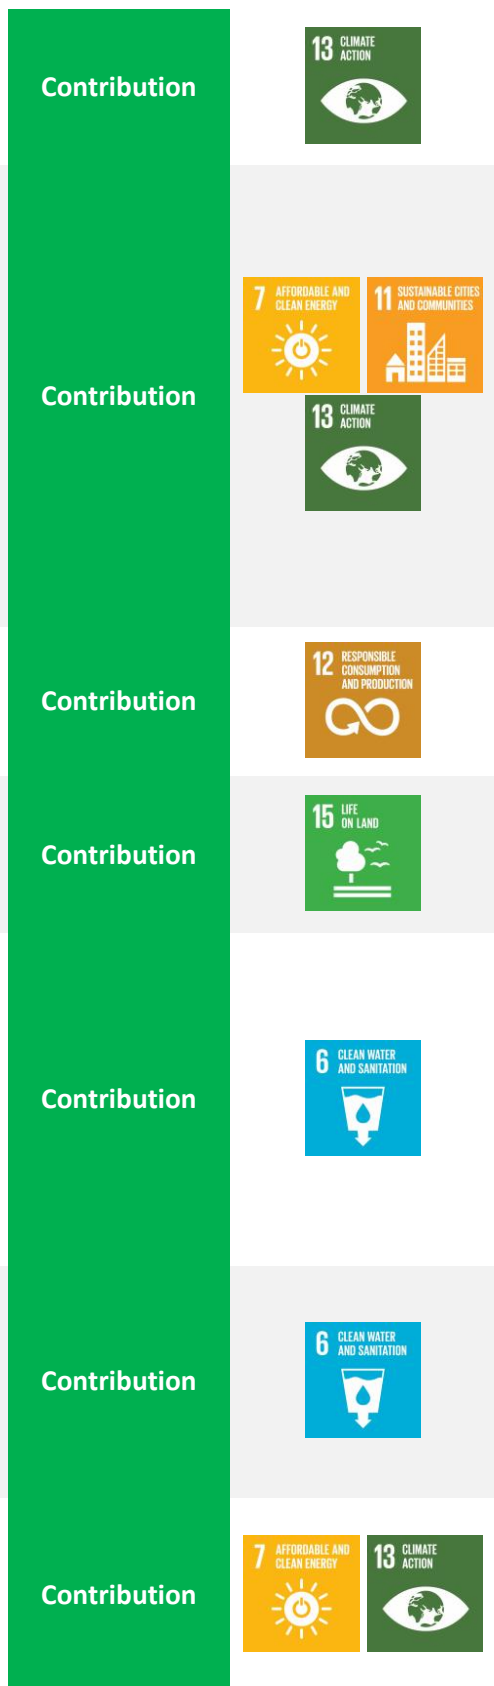 Contribution
13 CLIMATE
ACTION
Contribution
7 AFFORDABLE AND
CLEAN ENERGY
11 SUSTAINABLE CITIES
AND COMMUNITIES
13 CLIMATE
ACTION
Contribution
12 RESPONSIBLE
CONSUMPTION
AND PRODUCTION
Contribution
15 LIFE
ON LAND
Contribution
6 CLEAN WATER
AND SANITATION
Contribution
6 CLEAN WATER
AND SANITATION
Contribution
7 AFFORDABLE AND
CLEAN ENERGY
13 CLIMATE
ACTION